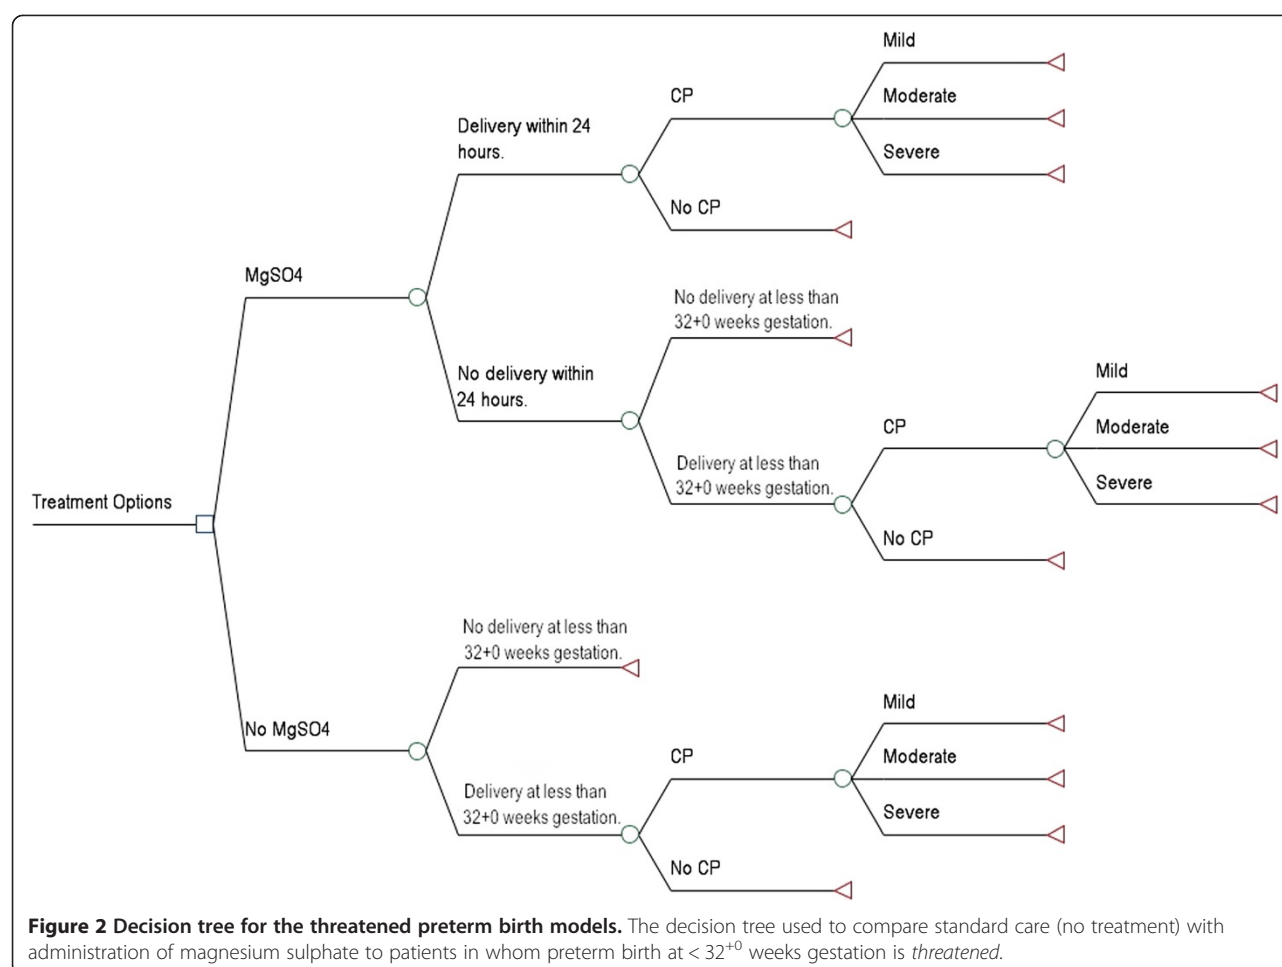 Mild
CP
Moderate
Delivery within 24
hours.
Severe
No CP
MgSO4
No delivery at less than
32+0 weeks gestation.
No delivery within
24 hours.
Mild
CP
Moderate
Delivery at less than
32+0 weeks gestation.
Severe
Treatment Options
No CP
No delivery at less than
32+0 weeks gestation.
Mild
No MgSO4
CP
Moderate
Delivery at less than
32+0 weeks gestation.
Severe
No CP
Figure 2 Decision tree for the threatened preterm birth models. The decision tree used to compare standard care (no treatment) with
administration of magnesium sulphate to patients in whom preterm birth at < 32⁺⁰ weeks gestation is threatened.